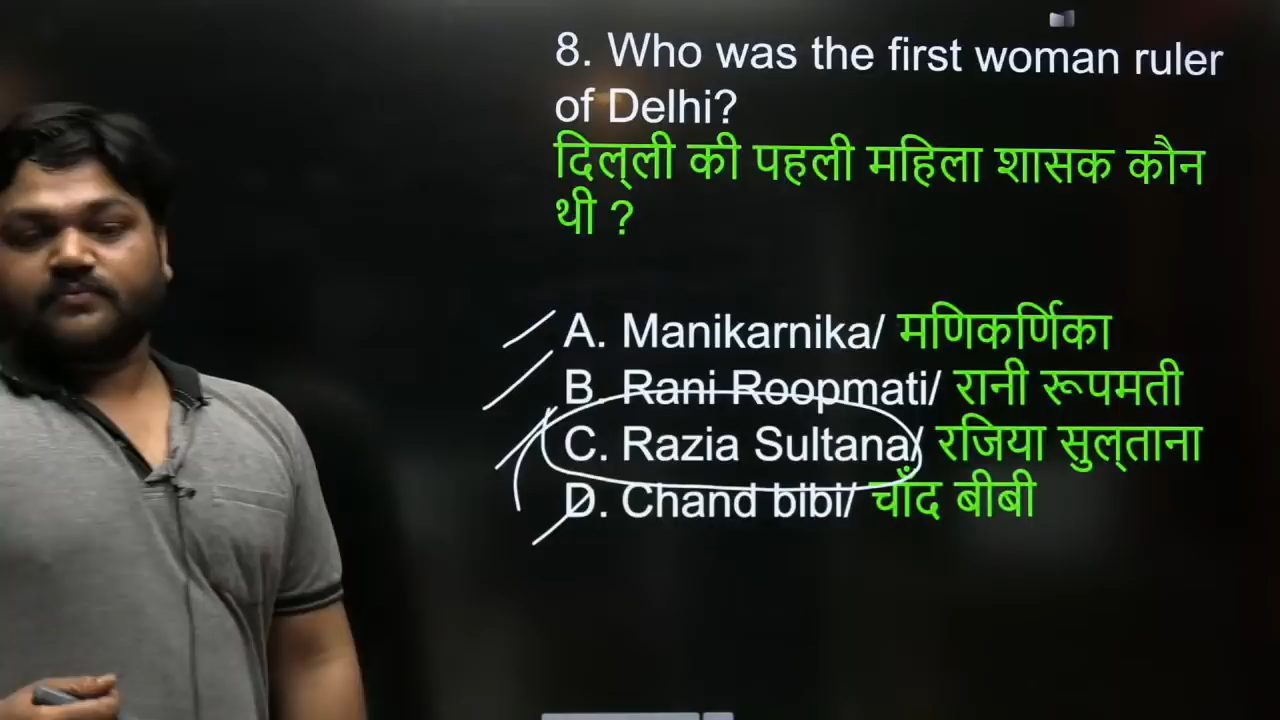 8. Who was the first woman ruler
of Delhi?
दिल्ली की पहली महिला शासक कौन
थी ?
A. Manikarnika/ मणिकर्णिका
B. Rani Roopmati/ रानी रूपमती
C. Razia Sultana/ रजिया सुल्ताना
D. Chand bibi/ चाँद बीबी